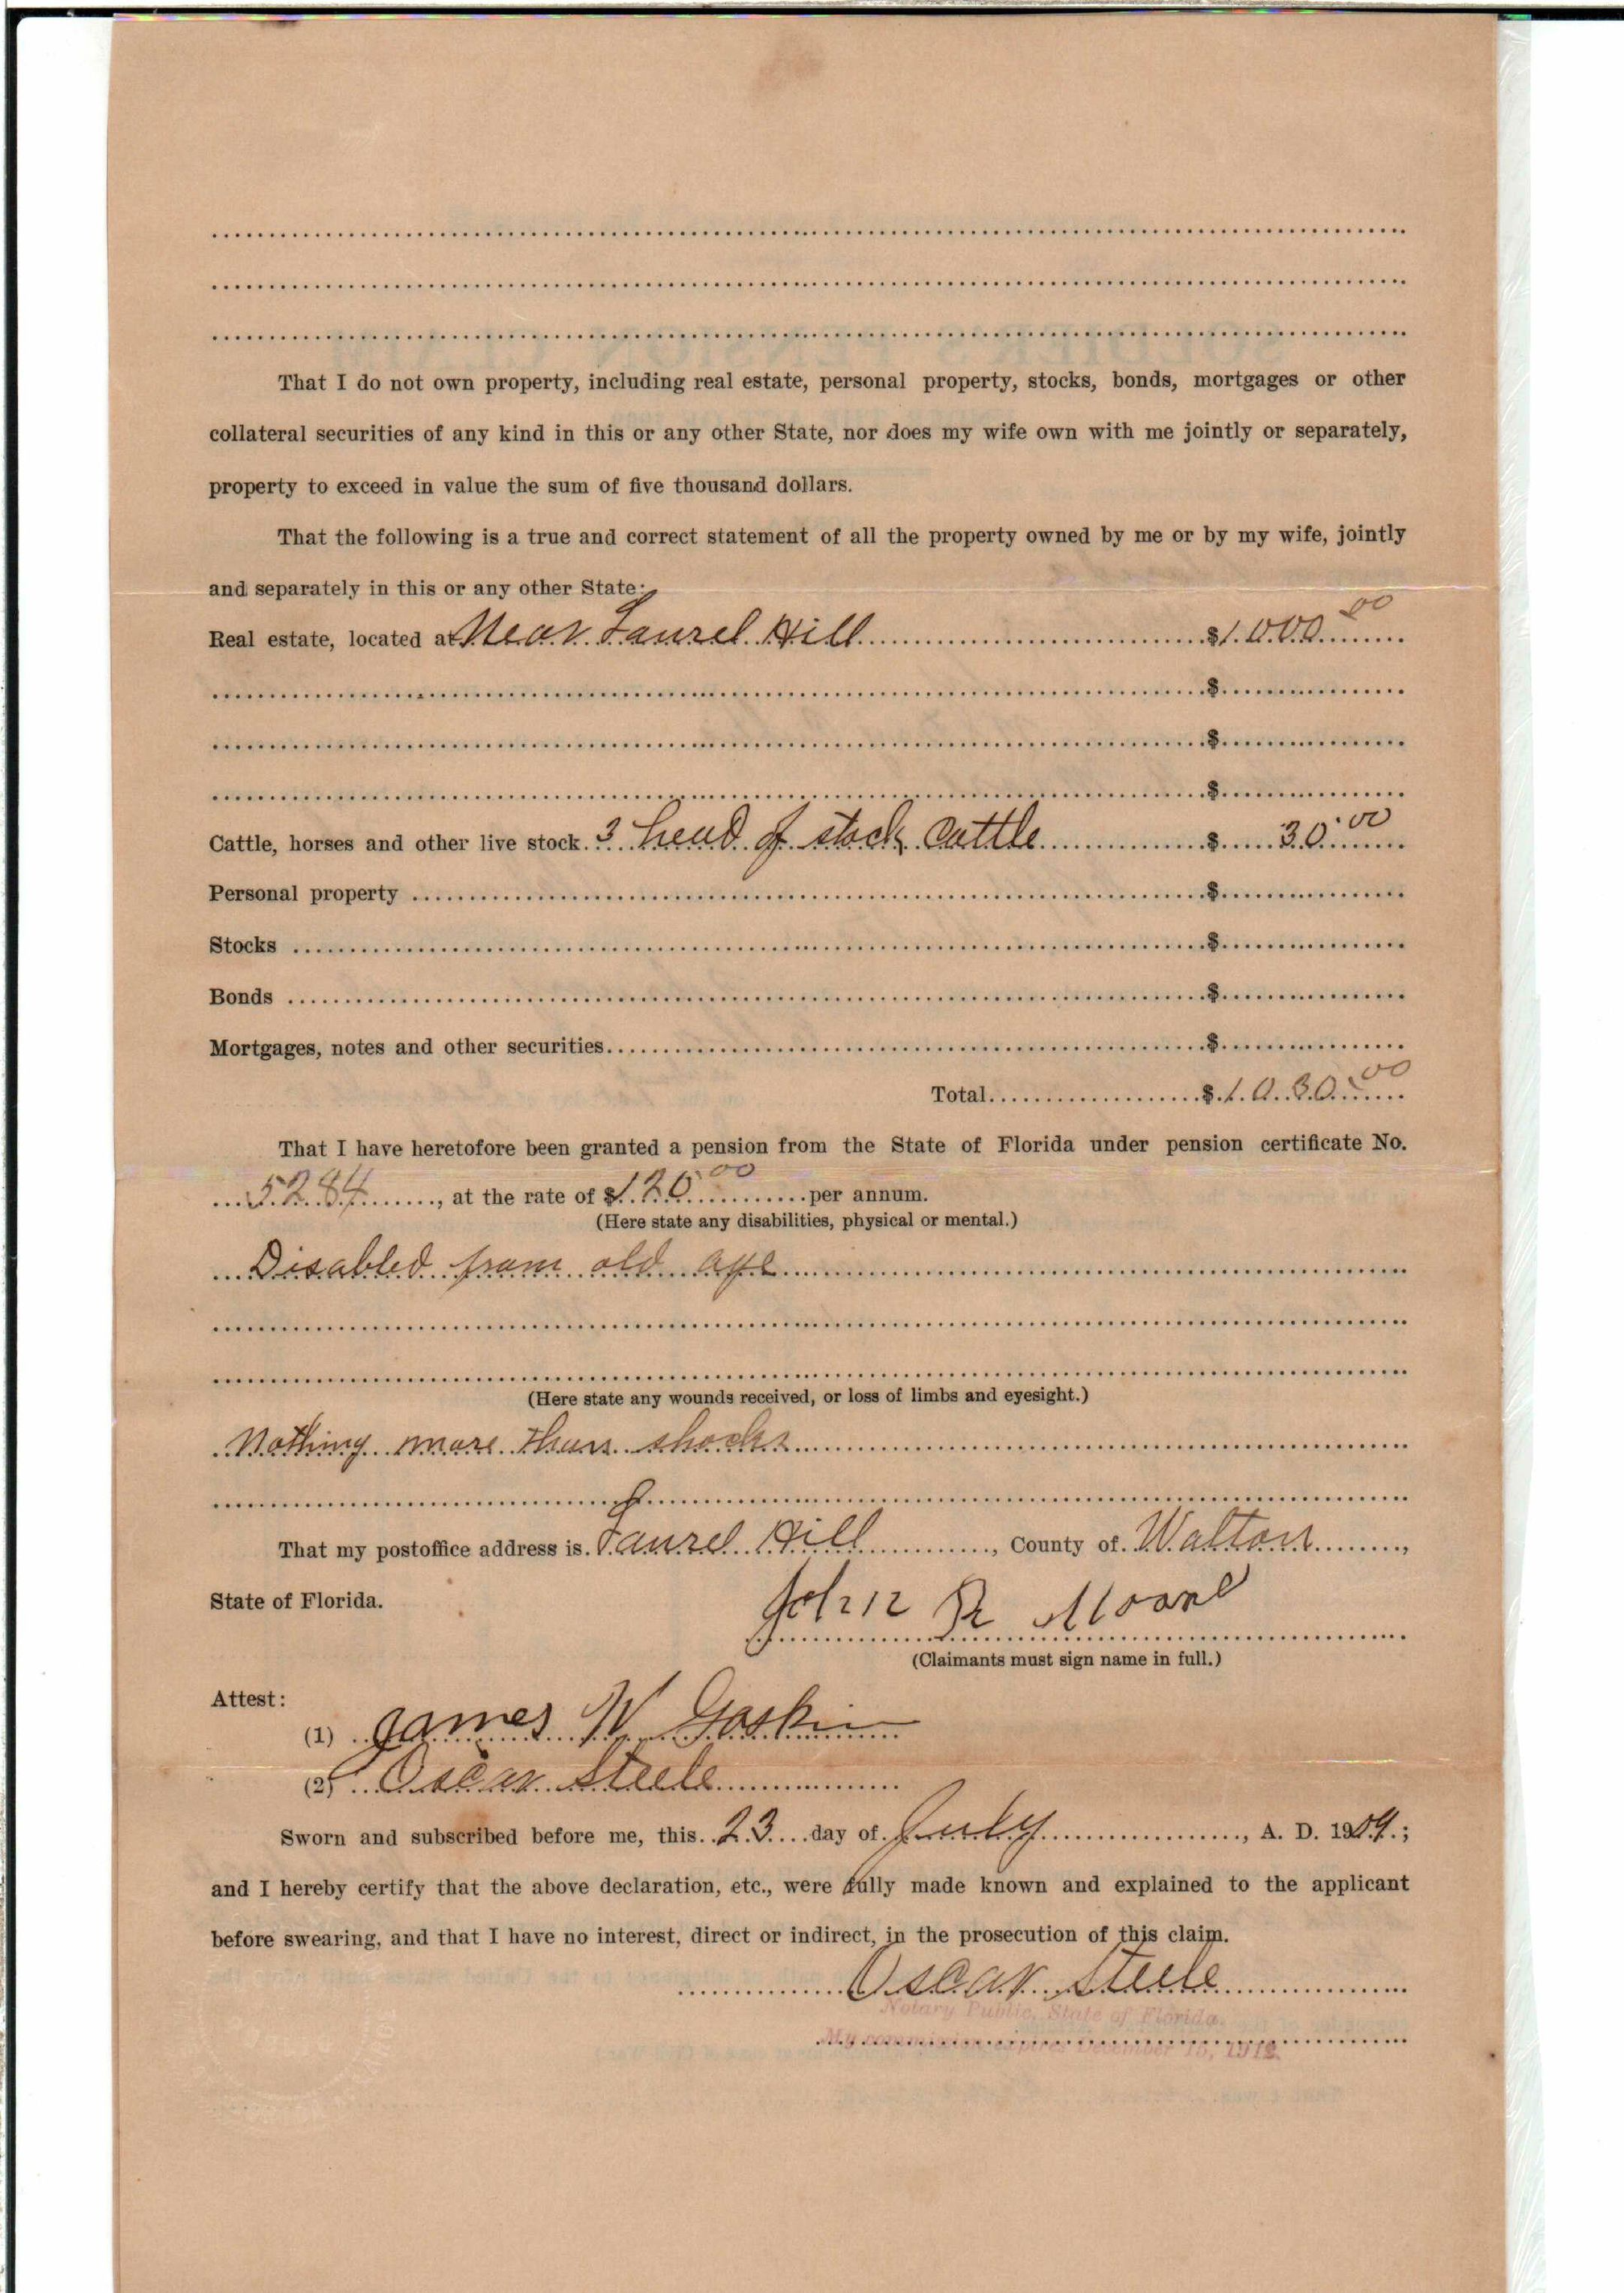 That I do not own property, including real estate, personal property, stocks, bonds, mortgages or other
collateral securities of any kind in this or any other State, nor does my wife own with me jointly or separately,
property to exceed in value the sum of five thousand dollars.
That the following is a true and correct statement of all the property owned by me or by my wife, jointly
and separately in this or any other State:
Real estate, located at Near Laurel Hill $1.000.00
$
$
$
Cattle, horses and other live stock. 3 head of stock Cattle $ 30.00
Personal property $
Stocks $
Bonds $
Mortgages, notes and other securities $
Total $1030.00
That I have heretofore been granted a pension from the State of Florida under pension certificate No.
5284, at the rate of $120.00 per annum.
(Here state any disabilities, physical or mental.)
Disabled from old age
(Here state any wounds received, or loss of limbs and eyesight.)
Nothing more than shocks
That my postoffice address is Laurel Hill, County of Walton,
State of Florida.
John R Moore
(Claimants must sign name in full.)
Attest:
(1) James W Gaskin
(2) Oscar Steele
Sworn and subscribed before me, this 23 day of July, A. D. 1909.;
and I hereby certify that the above declaration, etc., were fully made known and explained to the applicant
before swearing, and that I have no interest, direct or indirect, in the prosecution of this claim.
Oscar Steele
Notary Public, State of Florida.
My commission expires December 16, 1912.